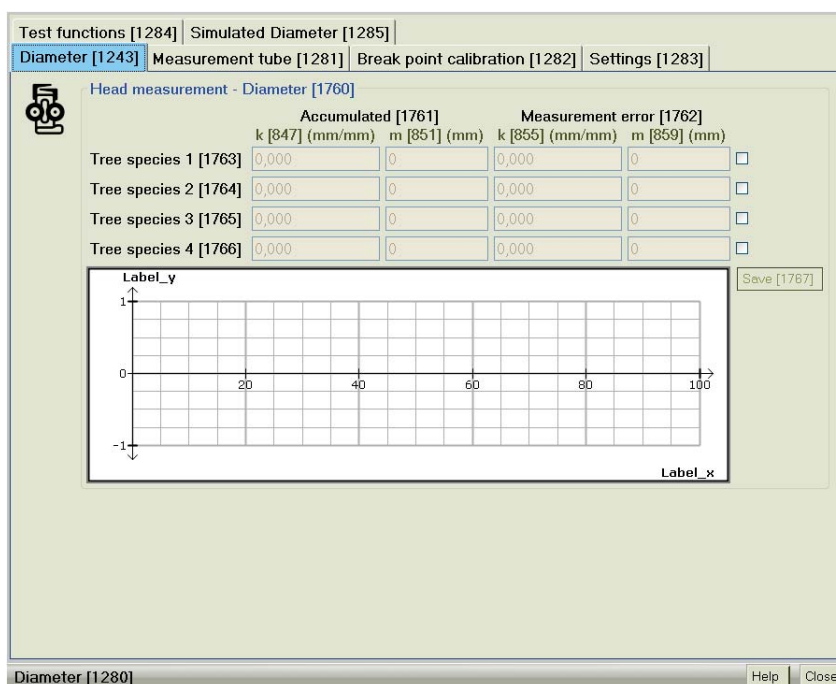 Test functions [1284] Simulated Diameter [1285]
Diameter [1243] Measurement tube [1281] Break point calibration [1282] Settings [1283]
Head measurement - Diameter [1760]
Accumulated [1761] Measurement error [1762]
k [847] (mm/mm) m [851] (mm) k [855] (mm/mm) m [859] (mm)
Tree species 1 [1763] 0,000 0 0,000 0
Tree species 2 [1764] 0,000 0 0,000 0
Tree species 3 [1765] 0,000 0 0,000 0
Tree species 4 [1766] 0,000 0 0,000 0
Label_y
Save [1767]
1
0
20 40 60 80 100
-1
Label_x
Diameter [1280] Help Close